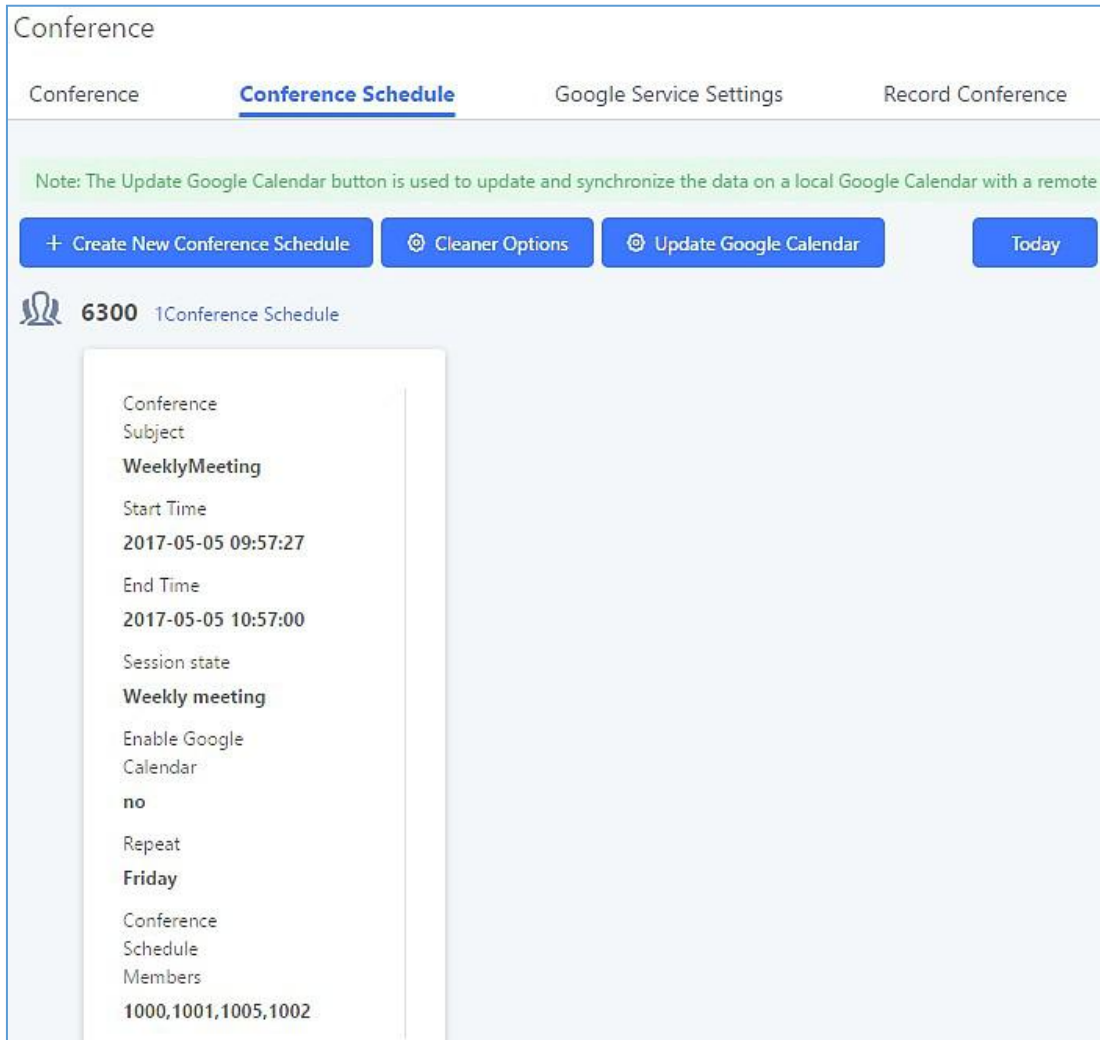 Conference
Conference Conference Schedule Google Service Settings Record Conference
Note: The Update Google Calendar button is used to update and synchronize the data on a local Google Calendar with a remote
+ Create New Conference Schedule Cleaner Options Update Google Calendar Today
6300 1Conference Schedule
Conference
Subject
WeeklyMeeting
Start Time
2017-05-05 09:57:27
End Time
2017-05-05 10:57:00
Session state
Weekly meeting
Enable Google
Calendar
no
Repeat
Friday
Conference
Schedule
Members
1000,1001,1005,1002